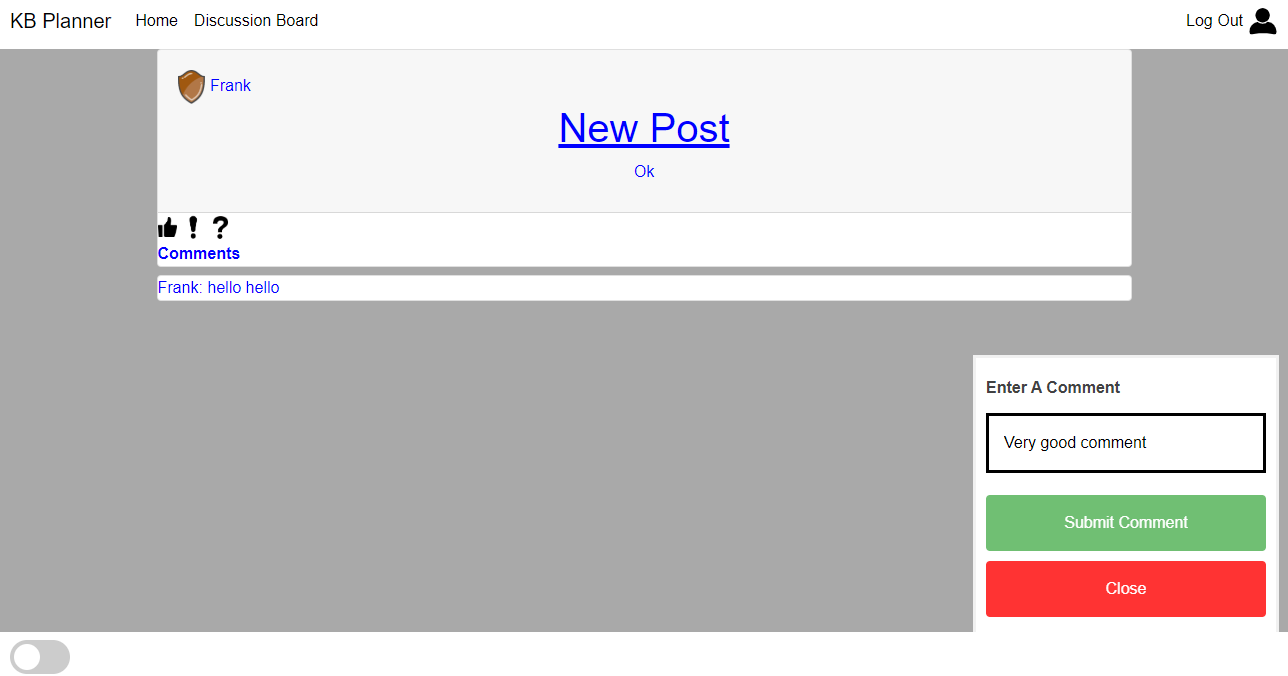 KB Planner Home Discussion Board Log Out
Frank
New Post
Ok
Comments
Frank: hello hello
Enter A Comment
Very good comment
Submit Comment
Close